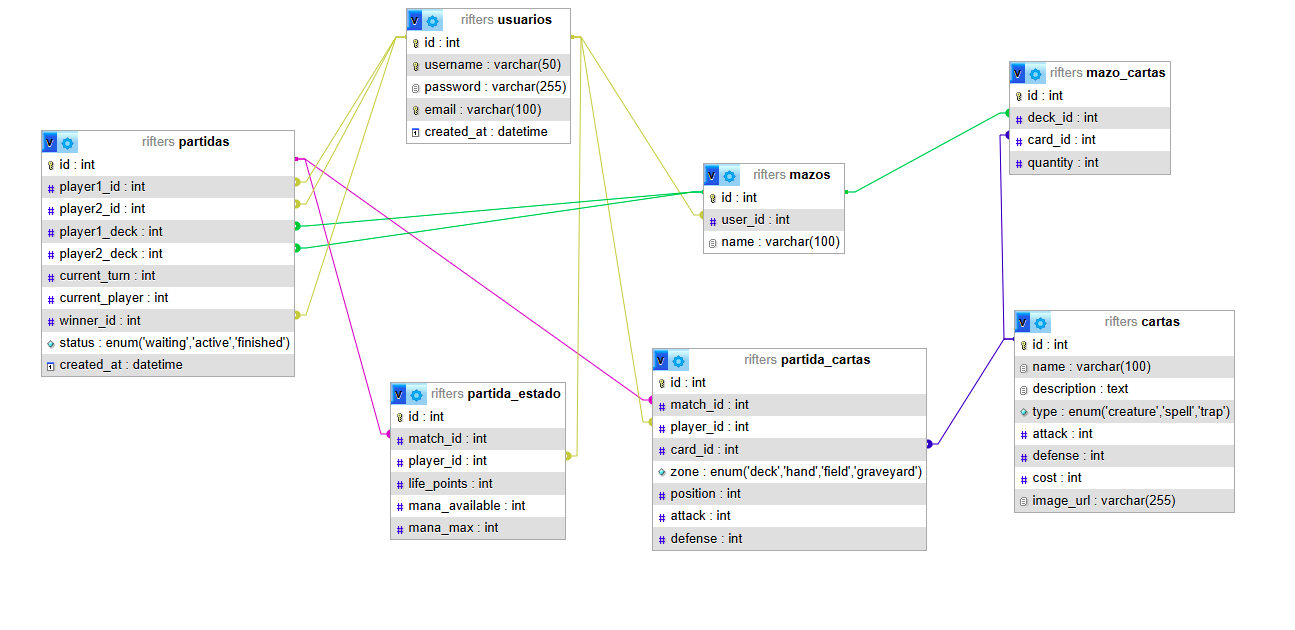 rifters usuarios
id : int
username : varchar(50)
password : varchar(255)
email : varchar(100)
created_at : datetime
rifters mazo_cartas
id : int
deck_id : int
card_id : int
quantity : int
rifters partidas
id : int
player1_id : int
player2_id : int
player1_deck : int
player2_deck : int
current_turn : int
current_player : int
winner_id : int
status : enum('waiting','active','finished')
created_at : datetime
rifters mazos
id : int
user_id : int
name : varchar(100)
rifters cartas
id : int
name : varchar(100)
description : text
type : enum('creature','spell','trap')
attack : int
defense : int
cost : int
image_url : varchar(255)
rifters partida_cartas
id : int
match_id : int
player_id : int
card_id : int
zone : enum('deck','hand','field','graveyard')
position : int
attack : int
defense : int
rifters partida_estado
id : int
match_id : int
player_id : int
life_points : int
mana_available : int
mana_max : int